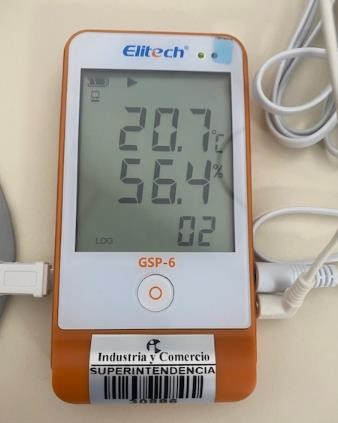 Elitech®
20.7°C
56.4%
LOG 02
GSP-6
Industria y Comercio
SUPERINTENDENCIA